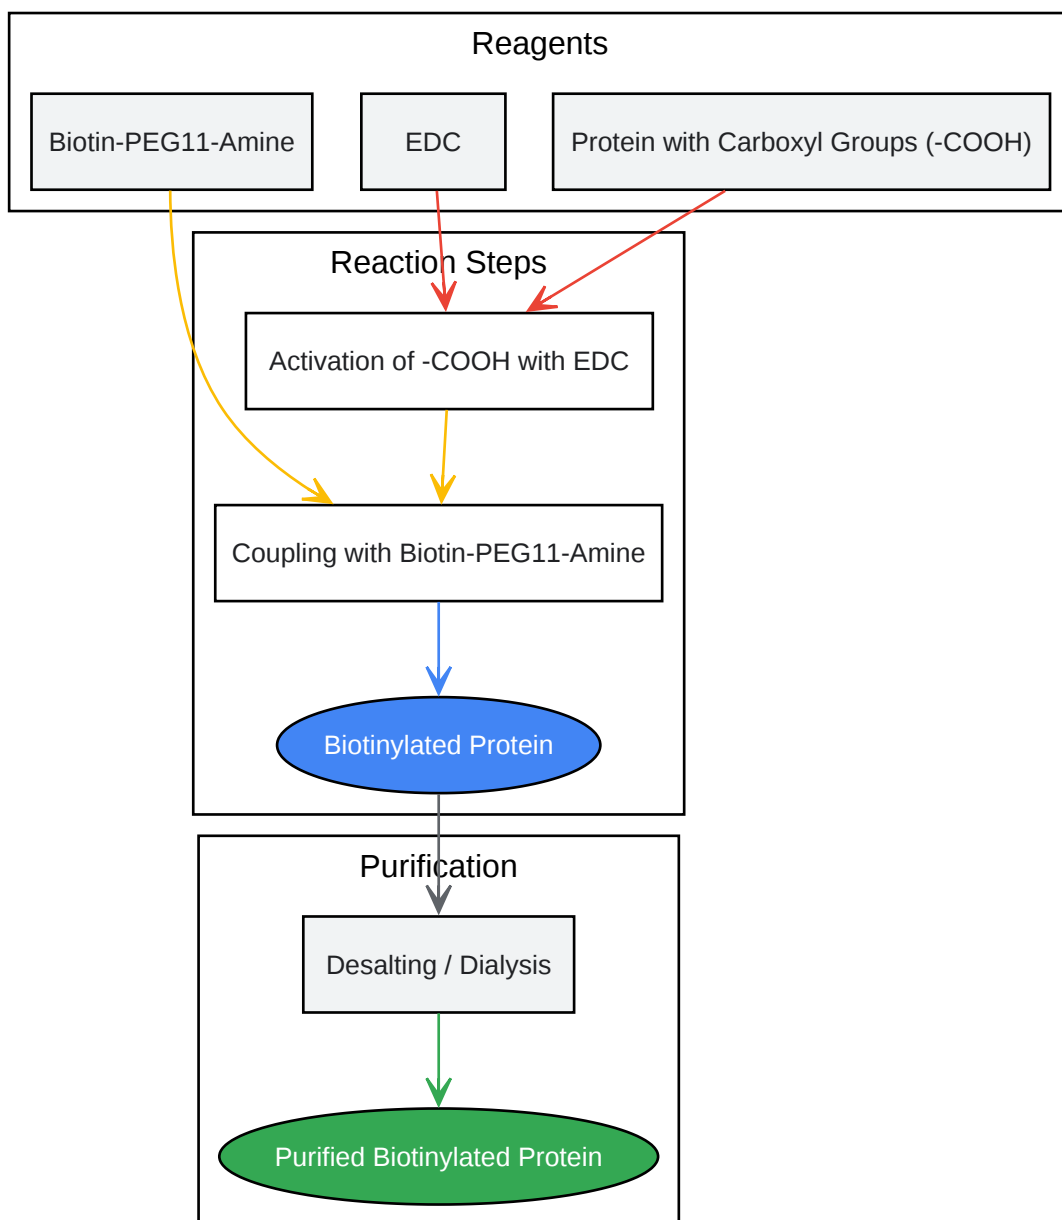 Reagents
Biotin-PEG11-Amine
EDC
Protein with Carboxyl Groups (-COOH)
Reaction Steps
Activation of -COOH with EDC
Coupling with Biotin-PEG11-Amine
Biotinylated Protein
Purification
Desalting / Dialysis
Purified Biotinylated Protein